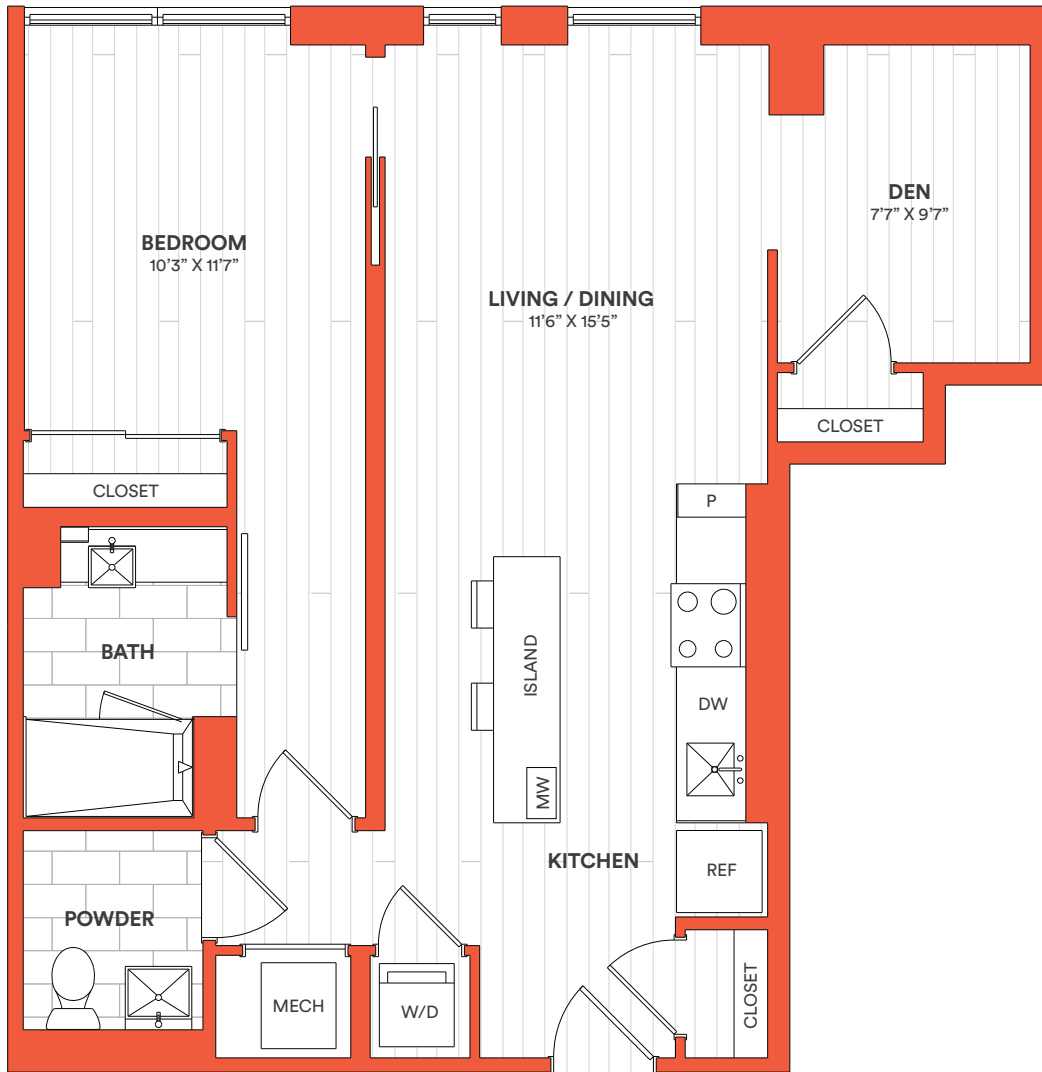 DEN
7’7” X 9’7”
BEDROOM
10’3” X 11’7”
LIVING / DINING
11’6” X 15’5”
CLOSET
CLOSET
P
BATH
ISLAND
DW
MW
KITCHEN
REF
POWDER
MECH
W/D
CLOSET